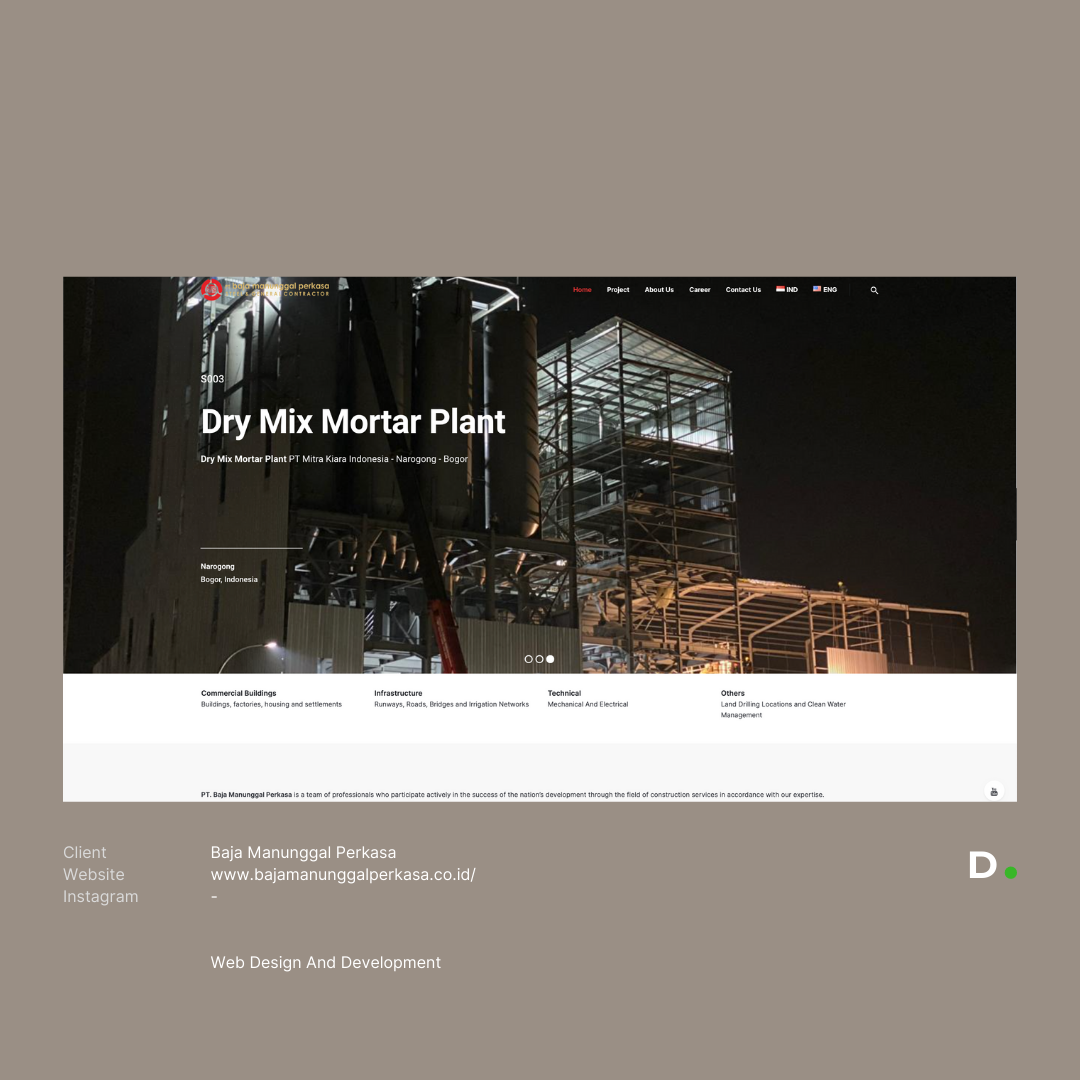 baja manunggal perkasa
CONTRACTOR
Home Project About Us Career Contact Us IND ENG
S003
Dry Mix Mortar Plant
Dry Mix Mortar Plant PT Mitra Kiara Indonesia - Narogong - Bogor
Narogong
Bogor, Indonesia
Commercial Buildings
Buildings, factories, housing and settlements
Infrastructure
Runways, Roads, Bridges and Irrigation Networks
Technical
Mechanical And Electrical
Others
Land Drilling Locations and Clean Water
Management
PT. Baja Manunggal Perkasa is a team of professionals who participate actively in the success of the nation's development through the field of construction services in accordance with our expertise.
Client Baja Manunggal Perkasa
Website www.bajamanunggalperkasa.co.id/
Instagram -
Web Design And Development
D.